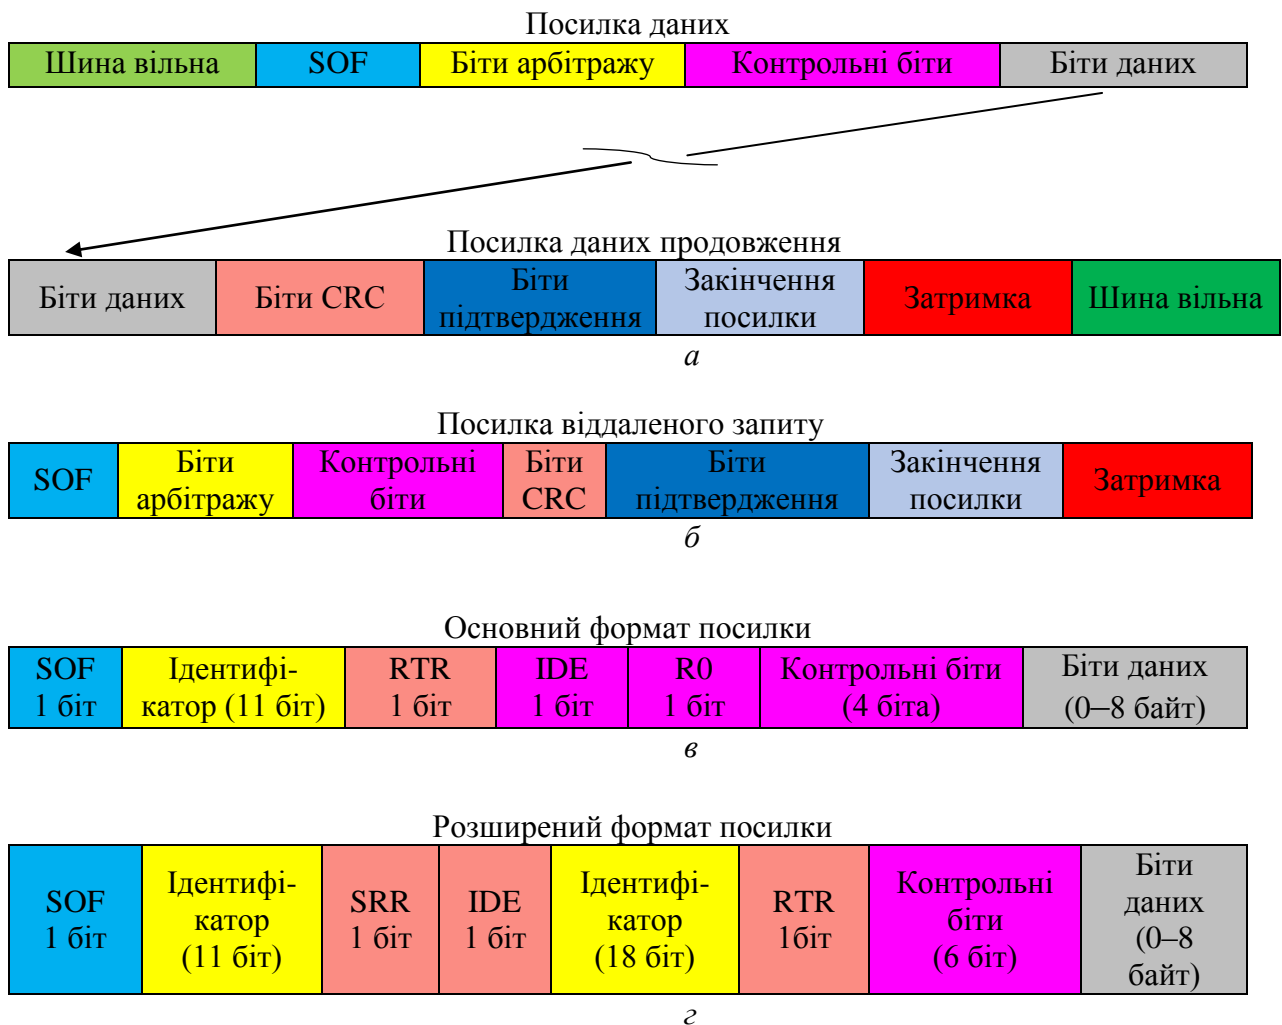 Посилка даних
Шина вільна SOF Біти арбітражу Контрольні біти Біти даних
Посилка даних продовження
Біти даних Біти CRC Біти підтвердження Закінчення посилки Затримка Шина вільна
а
Посилка віддаленого запиту
SOF Біти арбітражу Контрольні біти Біти CRC Біти підтвердження Закінчення посилки Затримка
б
Основний формат посилки
SOF 1 біт Ідентифі-катор (11 біт) RTR 1 біт IDE 1 біт R0 1 біт Контрольні біти (4 біта) Біти даних (0–8 байт)
в
Розширений формат посилки
SOF 1 біт Ідентифі-катор (11 біт) SRR 1 біт IDE 1 біт Ідентифі-катор (18 біт) RTR 1біт Контрольні біти (6 біт) Біти даних (0–8 байт)
г